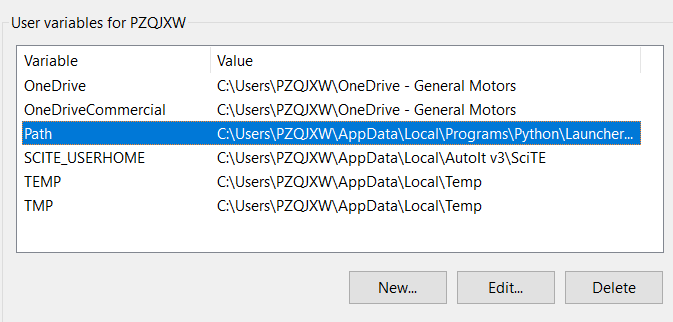 User variables for PZQJXW
Variable Value
OneDrive C:\Users\PZQJXW\OneDrive - General Motors
OneDriveCommercial C:\Users\PZQJXW\OneDrive - General Motors
Path C:\Users\PZQJXW\AppData\Local\Programs\Python\Launcher...
SCITE_USERHOME C:\Users\PZQJXW\AppData\Local\AutoIt v3\SciTE
TEMP C:\Users\PZQJXW\AppData\Local\Temp
TMP C:\Users\PZQJXW\AppData\Local\Temp
New... Edit... Delete